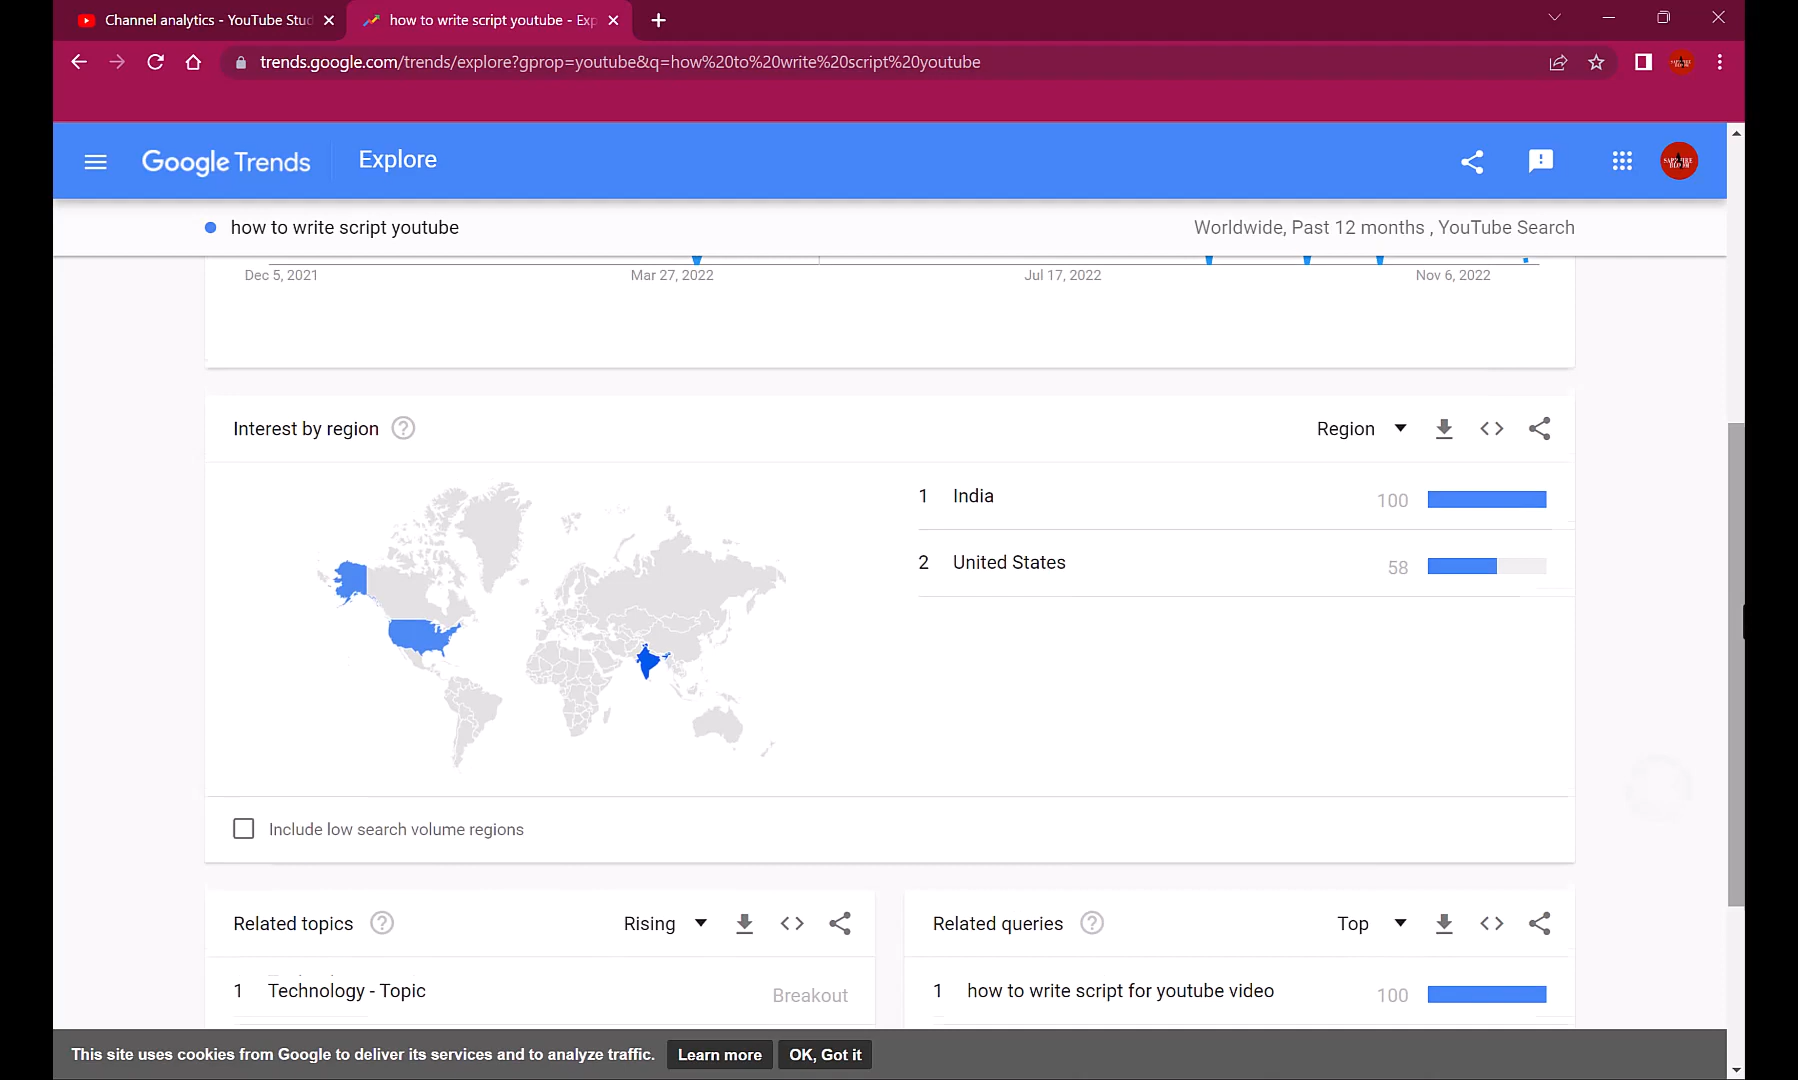 Channel analytics - YouTube Stud
how to write script youtube - Exp
trends.google.com/trends/explore?gprop=youtube&q=how%20to%20write%20script%20youtube
Google Trends
Explore
how to write script youtube
Worldwide, Past 12 months , YouTube Search
Dec 5, 2021
Mar 27, 2022
Jul 17, 2022
Nov 6, 2022
Interest by region
Region
1 India 100
2 United States 58
Include low search volume regions
Related topics
Rising
1 Technology - Topic
Breakout
Related queries
Top
1 how to write script for youtube video 100
This site uses cookies from Google to deliver its services and to analyze traffic.
Learn more
OK, Got it